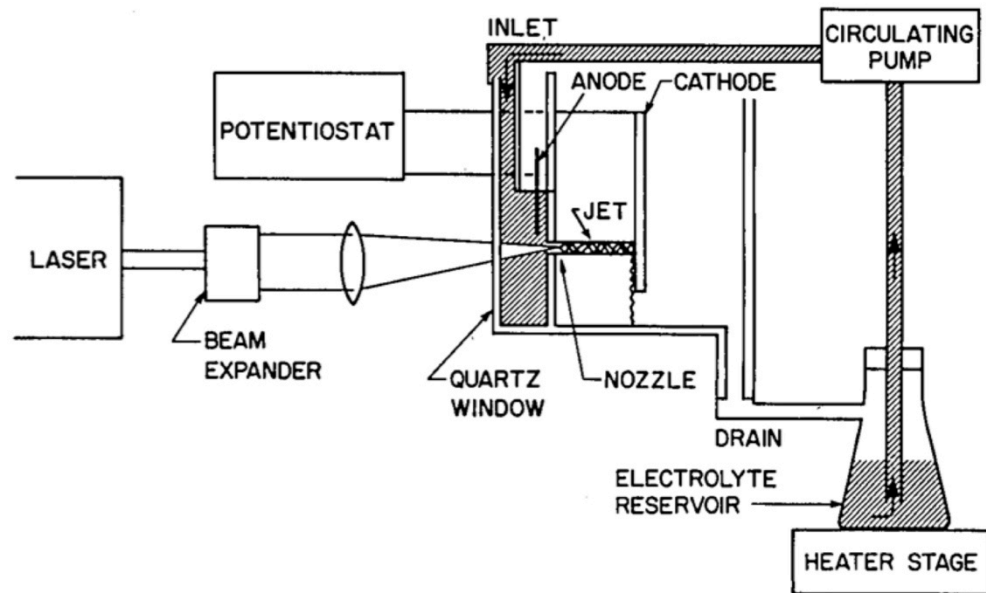 INLET
CIRCULATING
PUMP
ANODE
CATHODE
POTENTIOSTAT
JET
LASER
BEAM
EXPANDER
QUARTZ
WINDOW
NOZZLE
DRAIN
ELECTROLYTE
RESERVOIR
HEATER STAGE